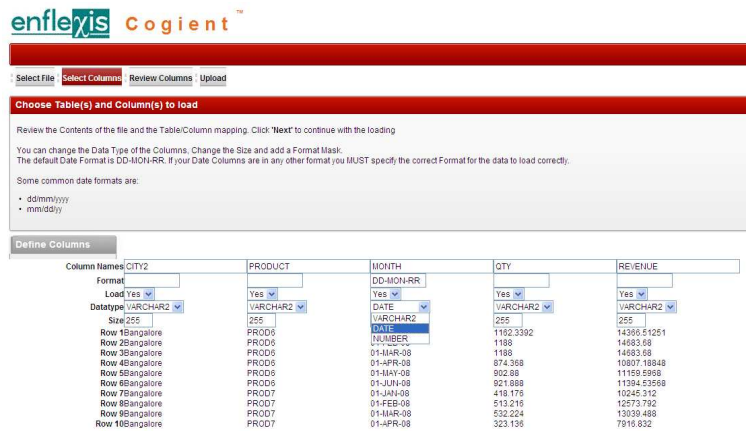 enfleχis Cogient ™
Select File Select Columns Review Columns Upload
Choose Table(s) and Column(s) to load
Review the Contents of the file and the Table/Column mapping. Click 'Next' to continue with the loading
You can change the Data Type of the Columns, Change the Size and add a Format Mask.
The default Date Format is DD-MON-RR. If your Date Columns are in any other format you MUST specify the correct Format for the data to load correctly.
Some common date formats are:
• dd/mm/yyyy
• mm/dd/yy
Define Columns
Column Names CITY2 PRODUCT MONTH QTY REVENUE
Format DD-MON-RR
Load Yes Yes Yes Yes Yes
Datatype VARCHAR2 VARCHAR2 DATE VARCHAR2 VARCHAR2
Size 255 255 VARCHAR2 255 255
DATE
NUMBER
Row 1 Bangalore PROD6 1162.3392 14366.51251
Row 2 Bangalore PROD6 01-FEB-08 1188 14683.68
Row 3 Bangalore PROD6 01-MAR-08 1188 14683.68
Row 4 Bangalore PROD6 01-APR-08 874.368 10807.18848
Row 5 Bangalore PROD6 01-MAY-08 902.88 11159.5968
Row 6 Bangalore PROD6 01-JUN-08 921.888 11394.53568
Row 7 Bangalore PROD7 01-JAN-08 418.176 10245.312
Row 8 Bangalore PROD7 01-FEB-08 513.216 12573.792
Row 9 Bangalore PROD7 01-MAR-08 532.224 13039.488
Row 10 Bangalore PROD7 01-APR-08 323.136 7916.832